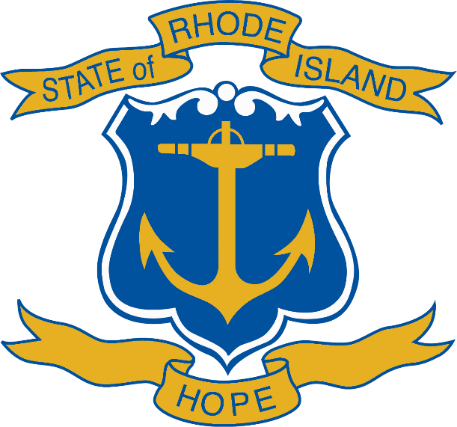 STATE of RHODE ISLAND
HOPE